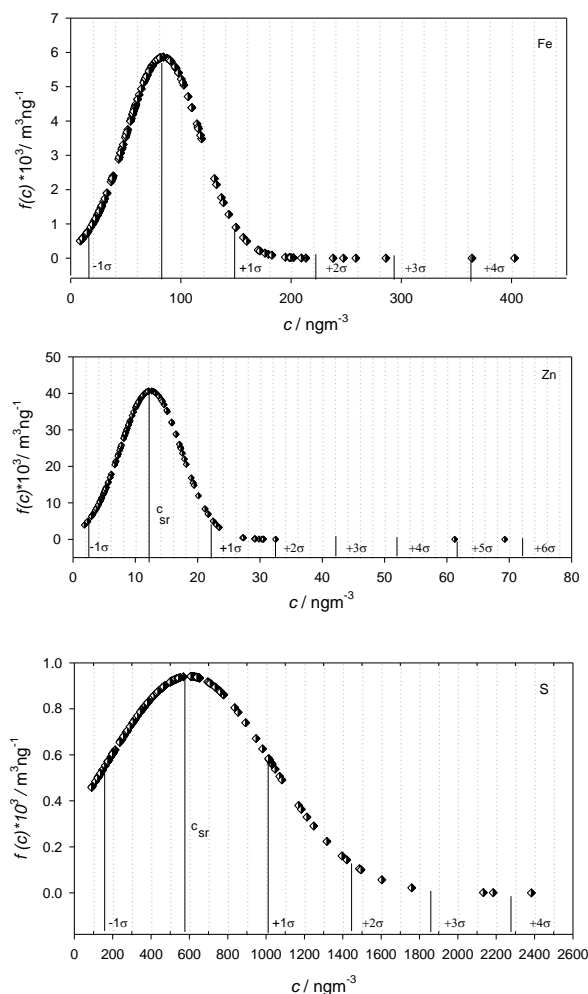 Fe
7
6
5
4
3
2
1
0
f(c) *10³/ m³ng⁻¹
-1σ +1σ +2σ +3σ +4σ
0 100 200 300 400
c / ngm⁻³
Zn
50
40
30
20
10
0
f(c)*10³/ m³ng⁻¹
c_sr
-1σ +1σ +2σ +3σ +4σ +5σ +6σ
0 10 20 30 40 50 60 70 80
c / ngm⁻³
S
1.0
0.8
0.6
0.4
0.2
0.0
f (c)*10³ / m³ng⁻¹
c_sr
-1σ +1σ +2σ +3σ +4σ
0 200 400 600 800 1000 1200 1400 1600 1800 2000 2200 2400 2600
c / ngm⁻³